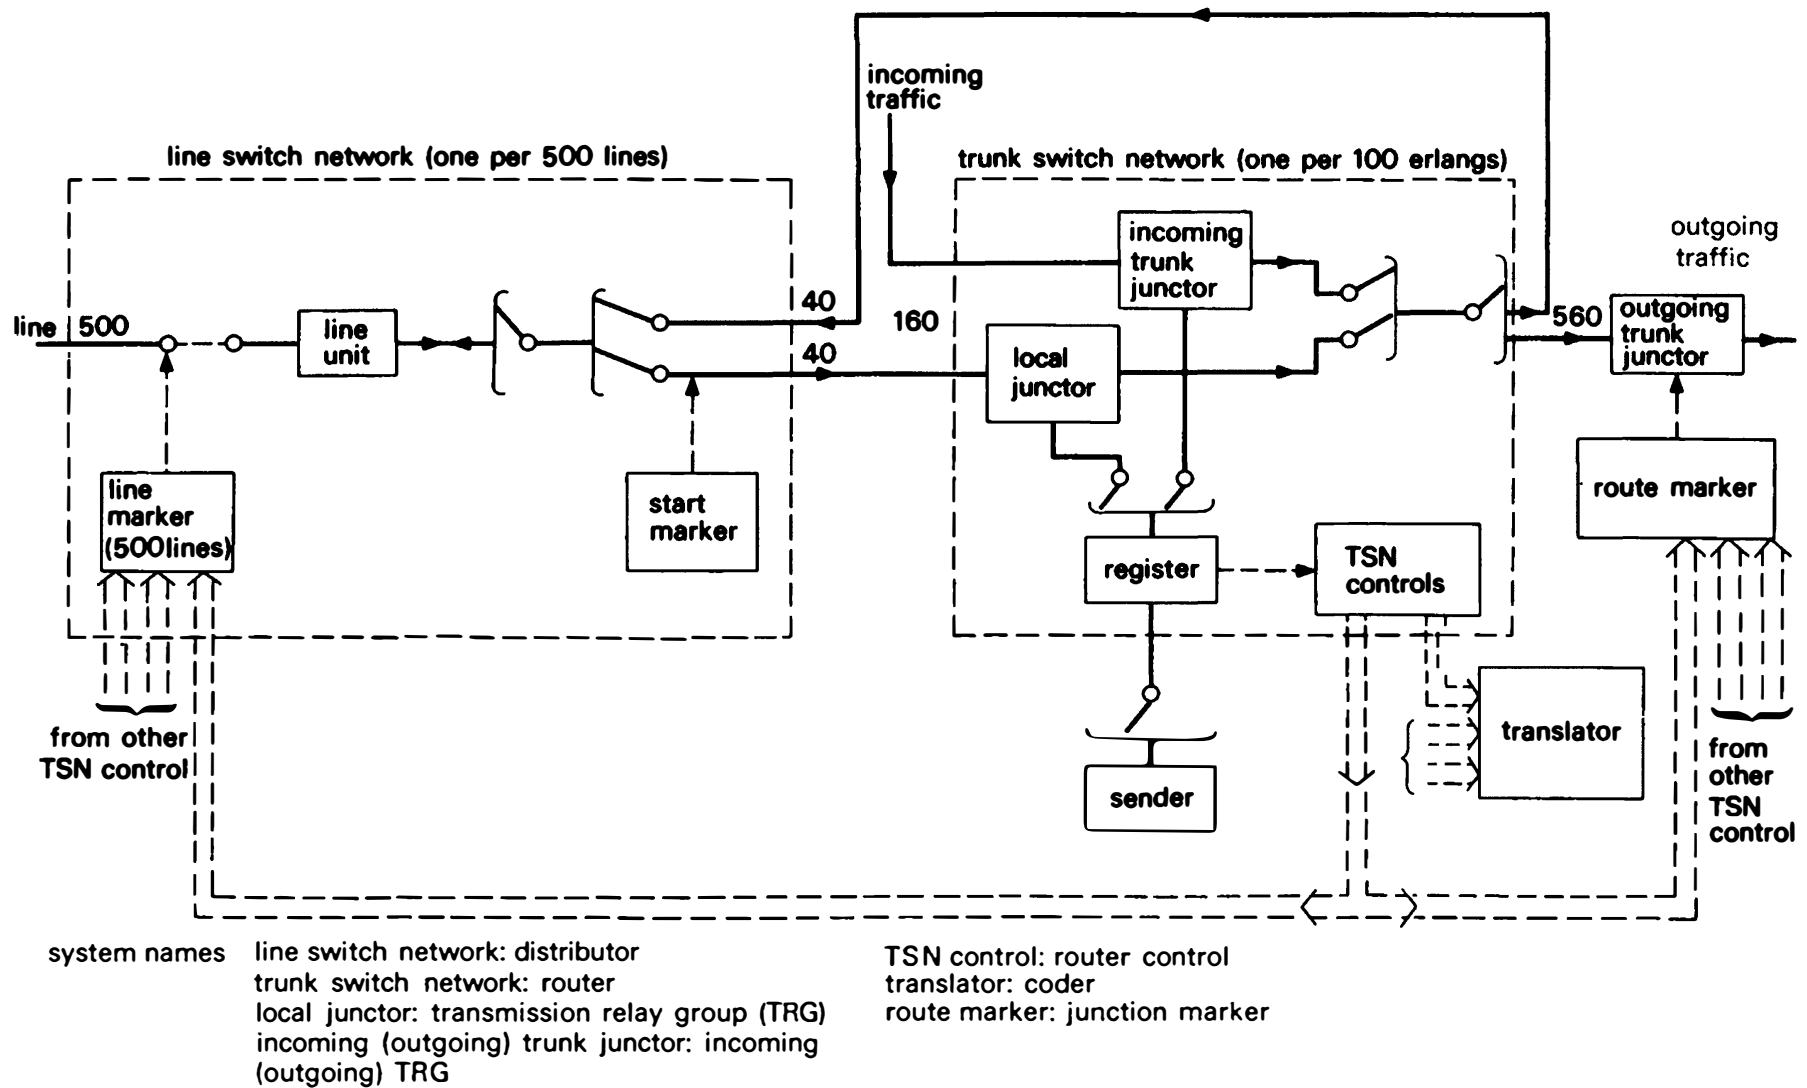 incoming
traffic
line switch network (one per 500 lines)
trunk switch network (one per 100 erlangs)
outgoing
traffic
incoming
trunk
junctor
line
500
line
unit
40
160
40
local
junctor
560
outgoing
trunk
junctor
line
marker
(500lines)
start
marker
route marker
register
TSN
controls
from other
TSN control
translator
from
other
TSN
control
sender
system names
line switch network: distributor
trunk switch network: router
local junctor: transmission relay group (TRG)
incoming (outgoing) trunk junctor: incoming
(outgoing) TRG
TSN control: router control
translator: coder
route marker: junction marker